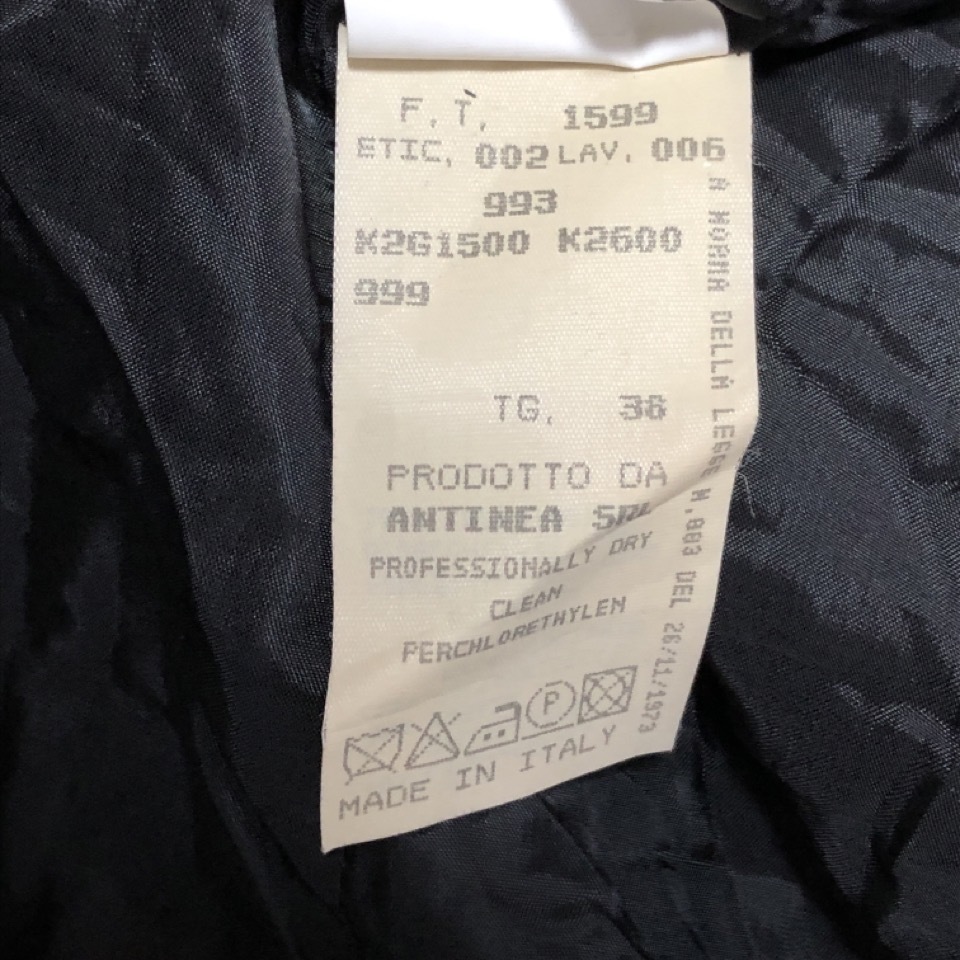 F. T. 1599
ETIC. 002 LAV. 006
993
K2G1500 K2600
999
TG. 36
PRODOTTO DA
ANTINEA SRL
PROFESSIONALLY DRY
CLEAN
PERCHLORETHYLEN
P
MADE IN ITALY
A NORMA DELLA LEGGE N.883 DEL 26/11/1973